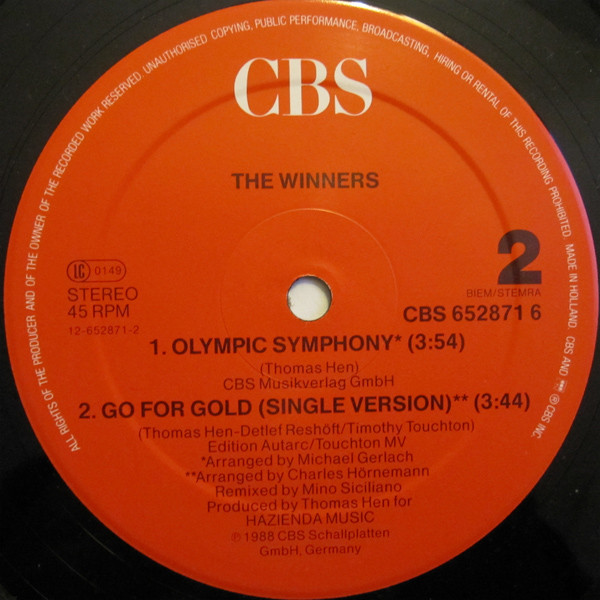 ALL RIGHTS OF THE PRODUCER AND OF THE OWNER OF THE RECORDED WORK RESERVED. UNAUTHORISED COPYING, PUBLIC PERFORMANCE, BROADCASTING, HIRING OR RENTAL OF THIS RECORDING PROHIBITED. MADE IN HOLLAND. CBS AND ® CBS INC.
CBS
THE WINNERS
2
LC 0149
BIEM/STEMRA
STEREO
45 RPM
CBS 652871 6
12-652871-2
1. OLYMPIC SYMPHONY* (3:54)
(Thomas Hen)
CBS Musikverlag GmbH
2. GO FOR GOLD (SINGLE VERSION)** (3:44)
(Thomas Hen-Detlef Reshöft/Timothy Touchton)
Edition Autarc/Touchton MV
*Arranged by Michael Gerlach
**Arranged by Charles Hörnemann
Remixed by Mino Siciliano
Produced by Thomas Hen for
HAZIENDA MUSIC
℗ 1988 CBS Schallplatten
GmbH, Germany